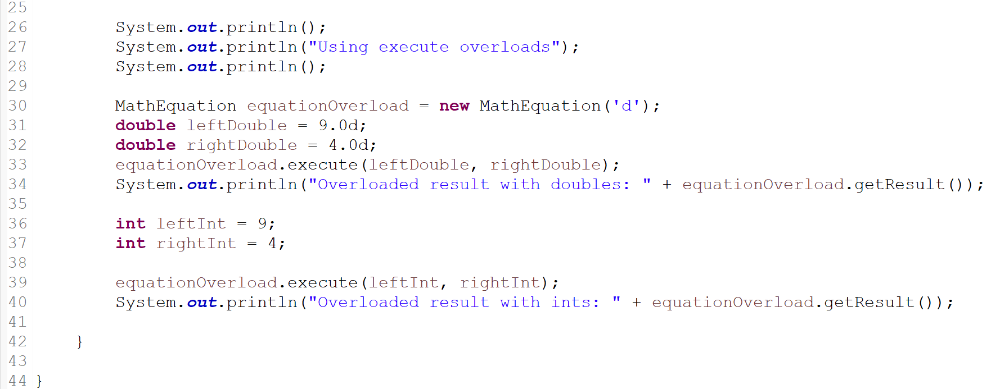 25
26 System.out.println();
27 System.out.println("Using execute overloads");
28 System.out.println();
29
30 MathEquation equationOverload = new MathEquation('d');
31 double leftDouble = 9.0d;
32 double rightDouble = 4.0d;
33 equationOverload.execute(leftDouble, rightDouble);
34 System.out.println("Overloaded result with doubles: " + equationOverload.getResult());
35
36 int leftInt = 9;
37 int rightInt = 4;
38
39 equationOverload.execute(leftInt, rightInt);
40 System.out.println("Overloaded result with ints: " + equationOverload.getResult());
41
42 }
43
44 }